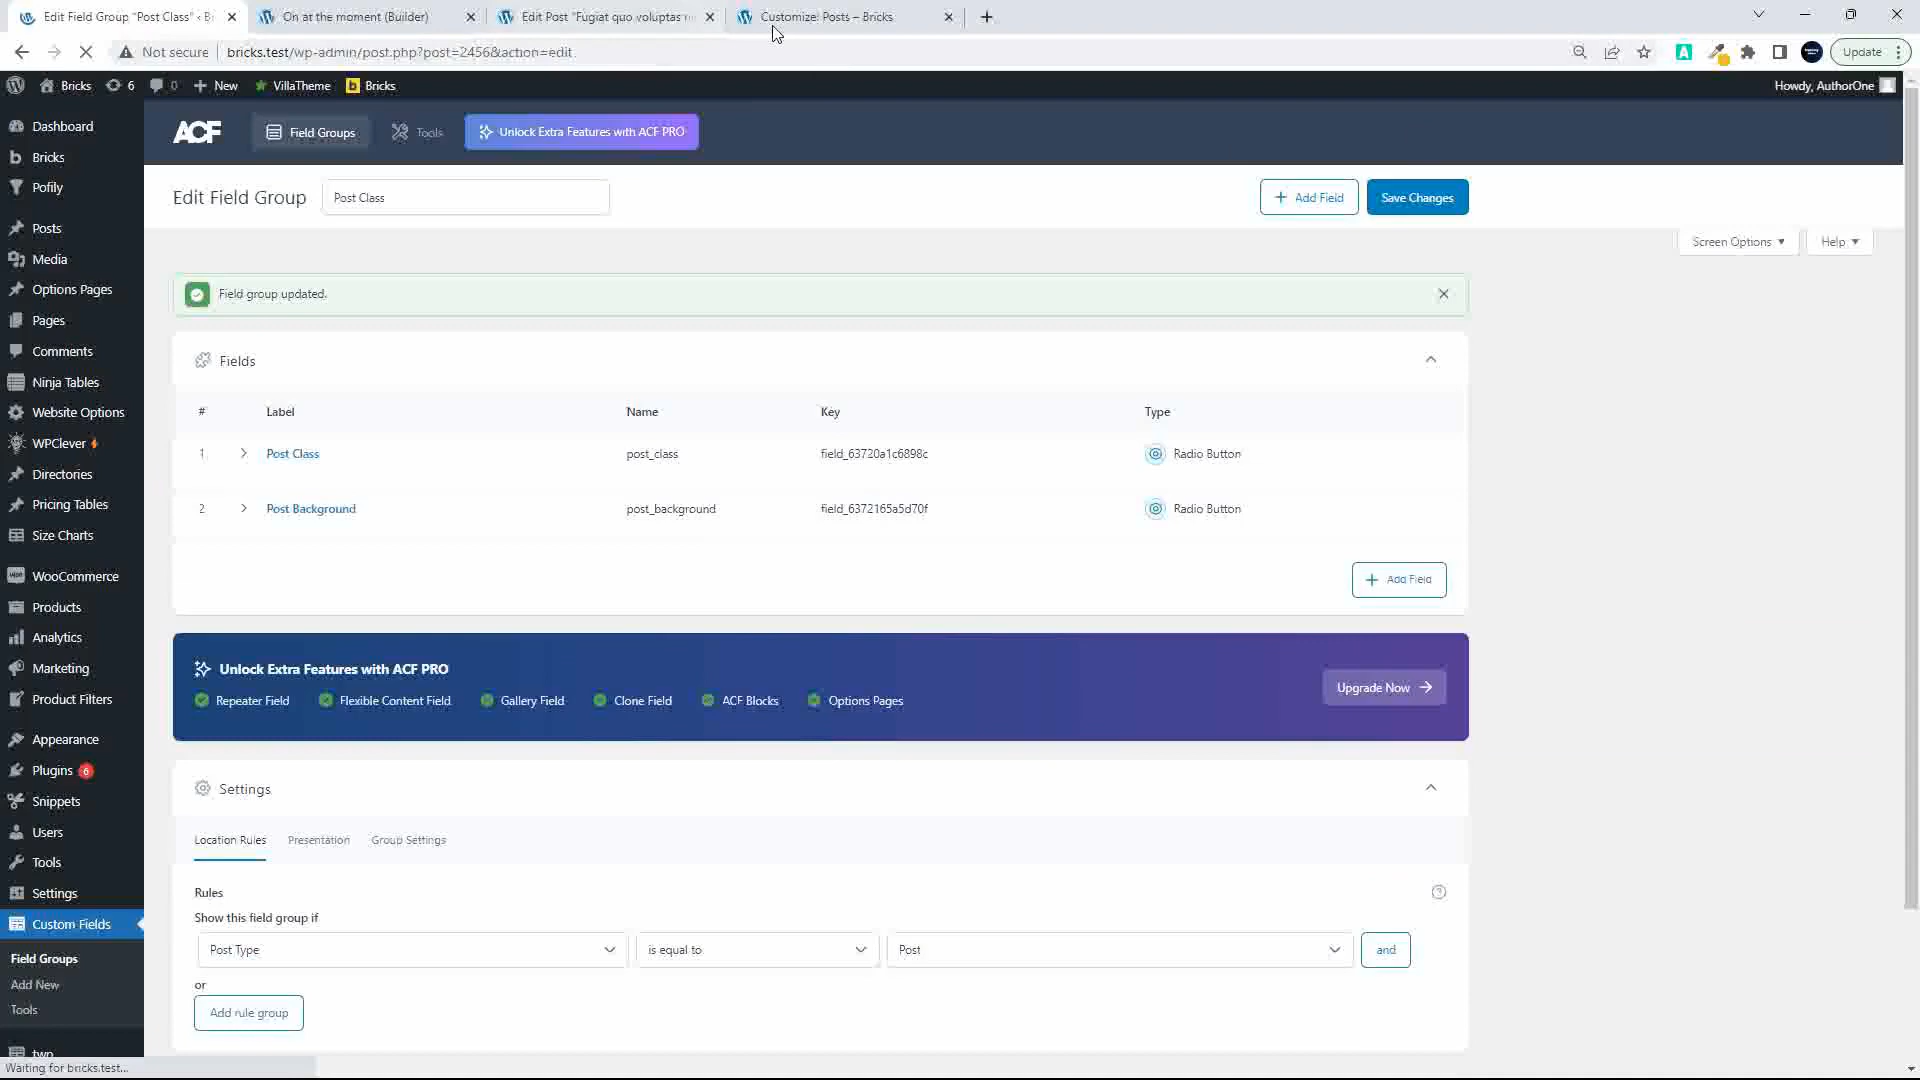 Edit Field Group "Post Class" ‹ Br
On at the moment (Builder)
Edit Post "Fugiat quo voluptas n
Customize: Posts – Bricks
Not secure
bricks.test/wp-admin/post.php?post=2456&action=edit
Update
Bricks
6
0
New
VillaTheme
Bricks
Howdy, AuthorOne
Dashboard
Bricks
Pofily
Posts
Media
Options Pages
Pages
Comments
Ninja Tables
Website Options
WPClever
Directories
Pricing Tables
Size Charts
WooCommerce
Products
Analytics
Marketing
Product Filters
Appearance
Plugins 6
Snippets
Users
Tools
Settings
Custom Fields
Field Groups
Add New
Tools
twp
Waiting for bricks.test...
ACF
Field Groups
Tools
Unlock Extra Features with ACF PRO
Edit Field Group
Post Class
+ Add Field
Save Changes
Screen Options
Help
Field group updated.
Fields
# Label Name Key Type
1 Post Class post_class field_63720a1c6898c Radio Button
2 Post Background post_background field_6372165a5d70f Radio Button
+ Add Field
Unlock Extra Features with ACF PRO
Repeater Field
Flexible Content Field
Gallery Field
Clone Field
ACF Blocks
Options Pages
Upgrade Now
Settings
Location Rules
Presentation
Group Settings
Rules
Show this field group if
Post Type
is equal to
Post
and
or
Add rule group